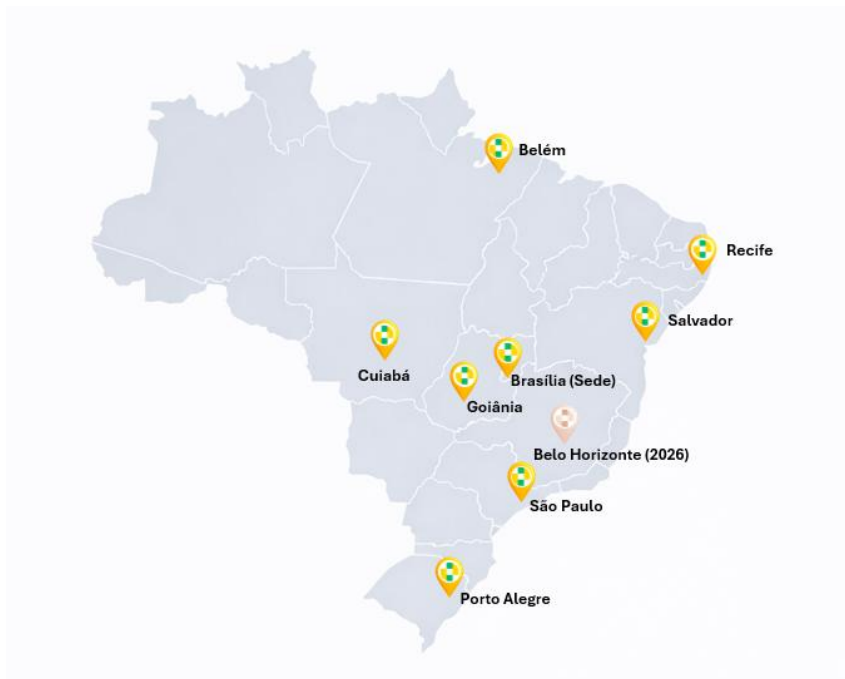 Belém
Recife
Salvador
Cuiabá
Brasília (Sede)
Goiânia
Belo Horizonte (2026)
São Paulo
Porto Alegre